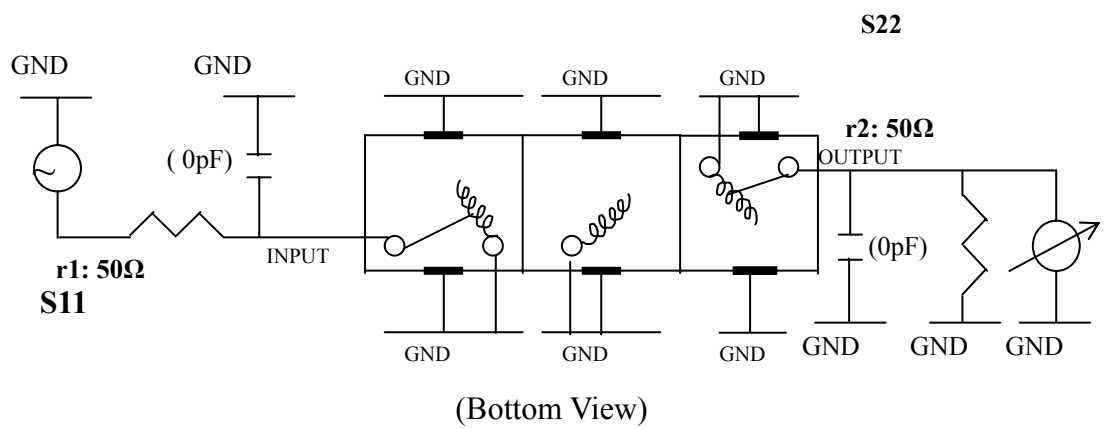 S22
GND
GND
GND
GND
GND
r2: 50Ω
( 0pF)
OUTPUT
INPUT
(0pF)
r1: 50Ω
S11
GND
GND
GND
GND
GND
GND
(Bottom View)